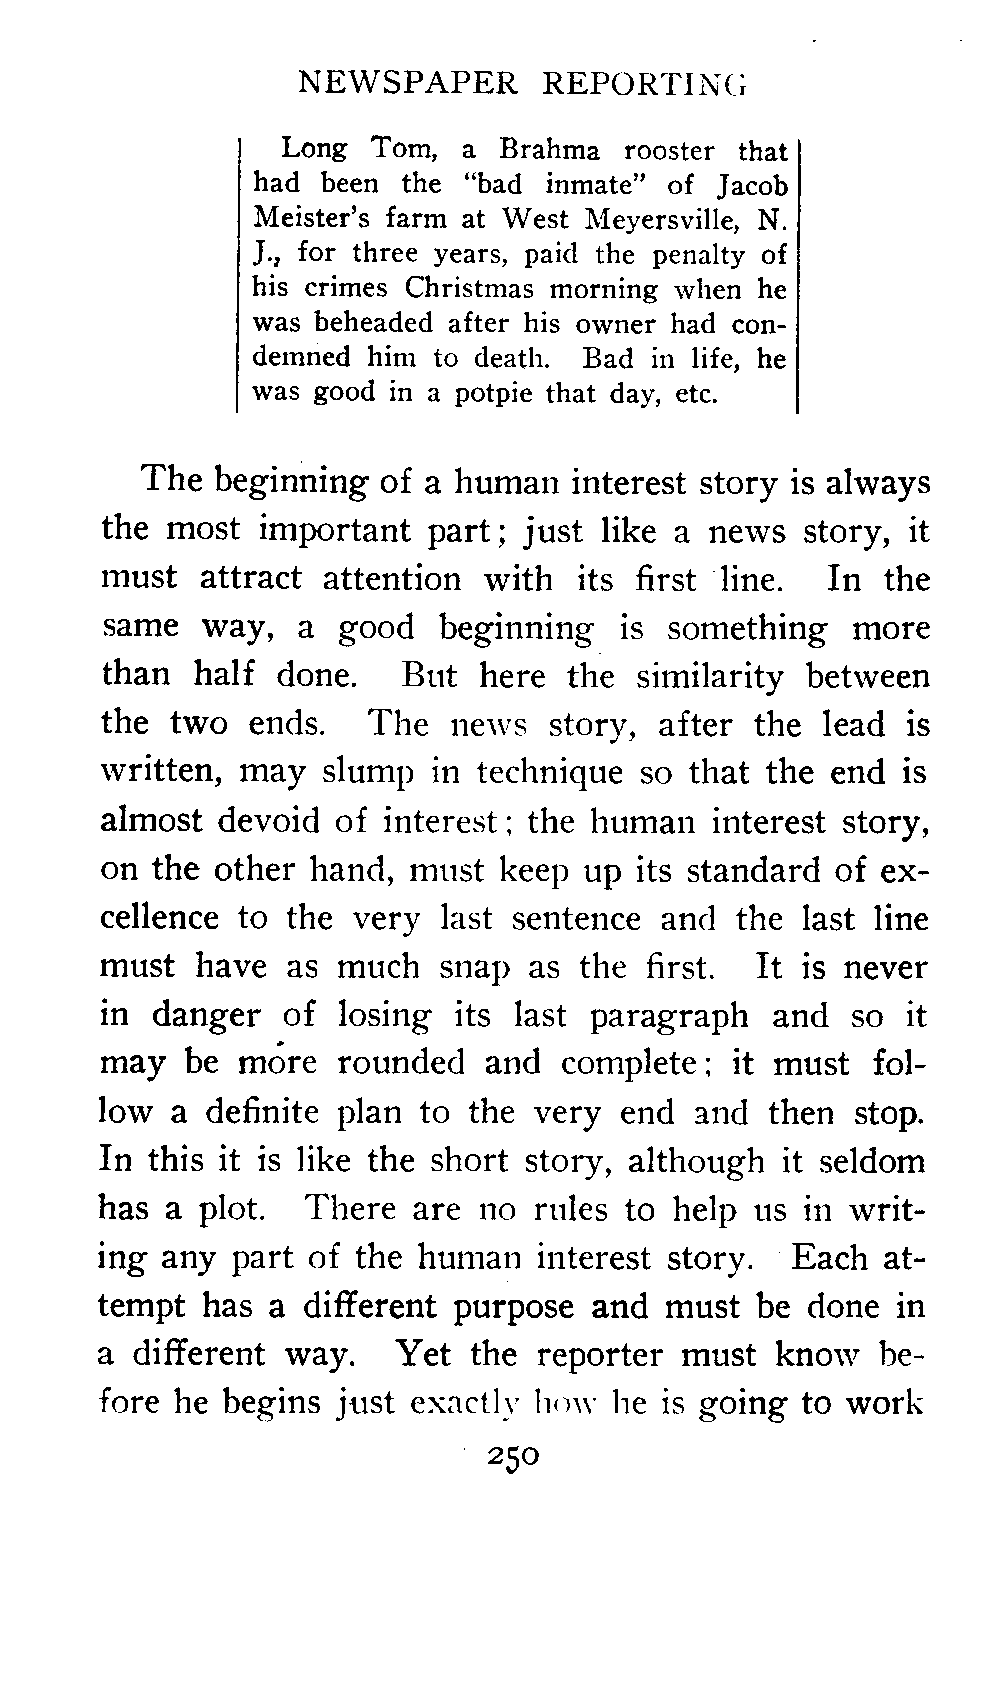 NEWSPAPER REPORTING
Long Tom, a Brahma rooster that
had been the “bad inmate” of Jacob
Meister’s farm at West Meyersville, N.
J., for three years, paid the penalty of
his crimes Christmas morning when he
was beheaded after his owner had con-
demned him to death. Bad in life, he
was good in a potpie that day, etc.
The beginning of a human interest story is always
the most important part; just like a news story, it
must attract attention with its first line. In the
same way, a good beginning is something more
than half done. But here the similarity between
the two ends. The news story, after the lead is
written, may slump in technique so that the end is
almost devoid of interest; the human interest story,
on the other hand, must keep up its standard of ex-
cellence to the very last sentence and the last line
must have as much snap as the first. It is never
in danger of losing its last paragraph and so it
may be more rounded and complete; it must fol-
low a definite plan to the very end and then stop.
In this it is like the short story, although it seldom
has a plot. There are no rules to help us in writ-
ing any part of the human interest story. Each at-
tempt has a different purpose and must be done in
a different way. Yet the reporter must know be-
fore he begins just exactly how he is going to work
250